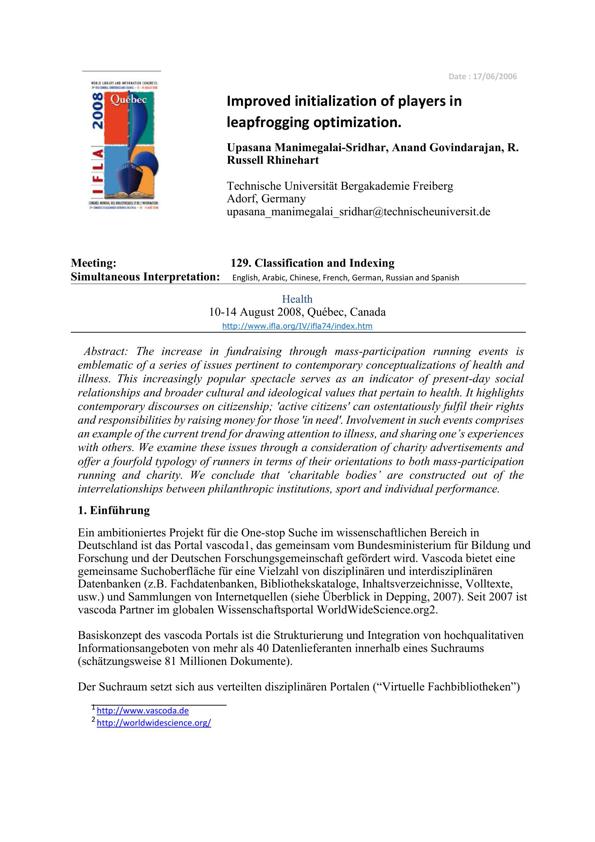 Date : 17/06/2006
WORLD LIBRARY AND INFORMATION CONGRESS:
IFLA 2008
Québec
Improved initialization of players in
leapfrogging optimization.
Upasana Manimegalai-Sridhar, Anand Govindarajan, R.
Russell Rhinehart
Technische Universität Bergakademie Freiberg
Adorf, Germany
upasana_manimegalai_sridhar@technischeuniversit.de
Meeting: 129. Classification and Indexing
Simultaneous Interpretation: English, Arabic, Chinese, French, German, Russian and Spanish
Health
10-14 August 2008, Québec, Canada
http://www.ifla.org/IV/ifla74/index.htm
Abstract: The increase in fundraising through mass-participation running events is
emblematic of a series of issues pertinent to contemporary conceptualizations of health and
illness. This increasingly popular spectacle serves as an indicator of present-day social
relationships and broader cultural and ideological values that pertain to health. It highlights
contemporary discourses on citizenship; 'active citizens' can ostentatiously fulfil their rights
and responsibilities by raising money for those 'in need'. Involvement in such events comprises
an example of the current trend for drawing attention to illness, and sharing one’s experiences
with others. We examine these issues through a consideration of charity advertisements and
offer a fourfold typology of runners in terms of their orientations to both mass-participation
running and charity. We conclude that ‘charitable bodies’ are constructed out of the
interrelationships between philanthropic institutions, sport and individual performance.
1. Einführung
Ein ambitioniertes Projekt für die One-stop Suche im wissenschaftlichen Bereich in
Deutschland ist das Portal vascoda1, das gemeinsam vom Bundesministerium für Bildung und
Forschung und der Deutschen Forschungsgemeinschaft gefördert wird. Vascoda bietet eine
gemeinsame Suchoberfläche für eine Vielzahl von disziplinären und interdisziplinären
Datenbanken (z.B. Fachdatenbanken, Bibliothekskataloge, Inhaltsverzeichnisse, Volltexte,
usw.) und Sammlungen von Internetquellen (siehe Überblick in Depping, 2007). Seit 2007 ist
vascoda Partner im globalen Wissenschaftsportal WorldWideScience.org2.
Basiskonzept des vascoda Portals ist die Strukturierung und Integration von hochqualitativen
Informationsangeboten von mehr als 40 Datenlieferanten innerhalb eines Suchraums
(schätzungsweise 81 Millionen Dokumente).
Der Suchraum setzt sich aus verteilten disziplinären Portalen (“Virtuelle Fachbibliotheken”)
1 http://www.vascoda.de
2 http://worldwidescience.org/